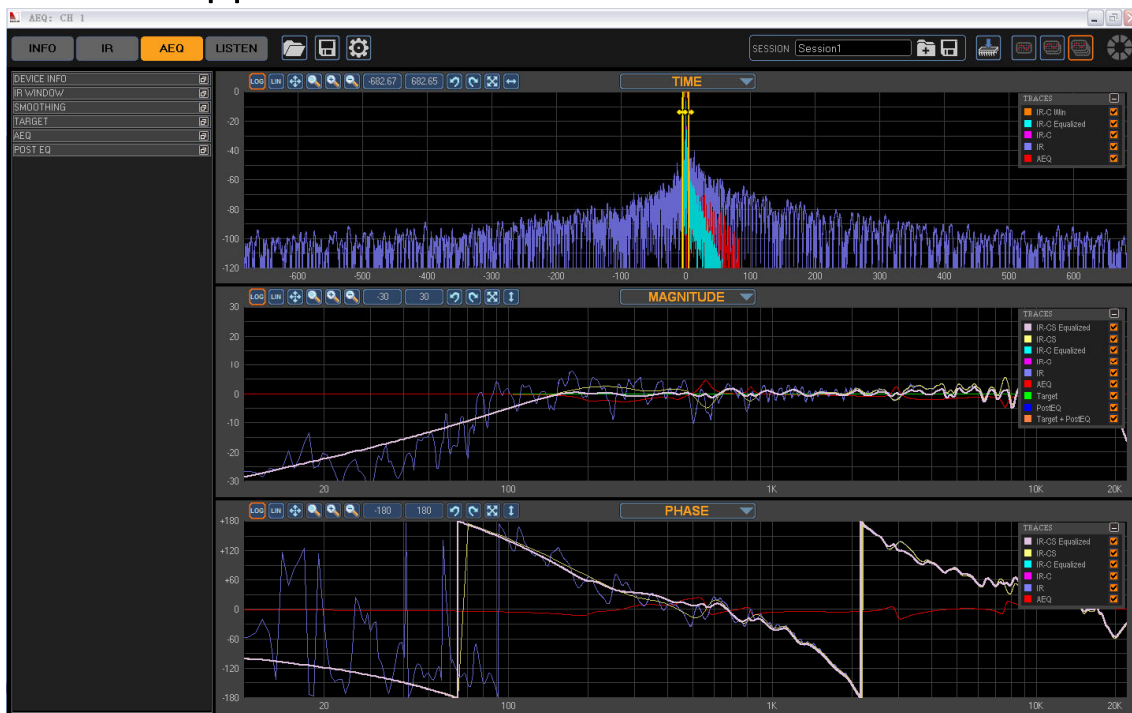 AEQ: CH 1
INFO IR AEQ LISTEN SESSION Session1
DEVICE INFO
IR WINDOW
SMOOTHING
TARGET
AEQ
POST EQ
LOG LIN -682.67 682.65 TIME
TRACES
IR-C Win
IR-C Equalized
IR-C
IR
AEQ
0
-20
-40
-60
-80
-100
-120
-600 -500 -400 -300 -200 -100 0 100 200 300 400 500 600
LOG LIN -30 30 MAGNITUDE
TRACES
IR-CS Equalized
IR-CS
IR-C Equalized
IR-C
IR
AEQ
Target
PostEQ
Target + PostEQ
30
20
10
0
-10
-20
-30
20 100 1K 10K 20K
LOG LIN -180 180 PHASE
TRACES
IR-CS Equalized
IR-CS
IR-C Equalized
IR-C
IR
AEQ
+180
+120
+60
0
-60
-120
-180
20 100 1K 10K 20K